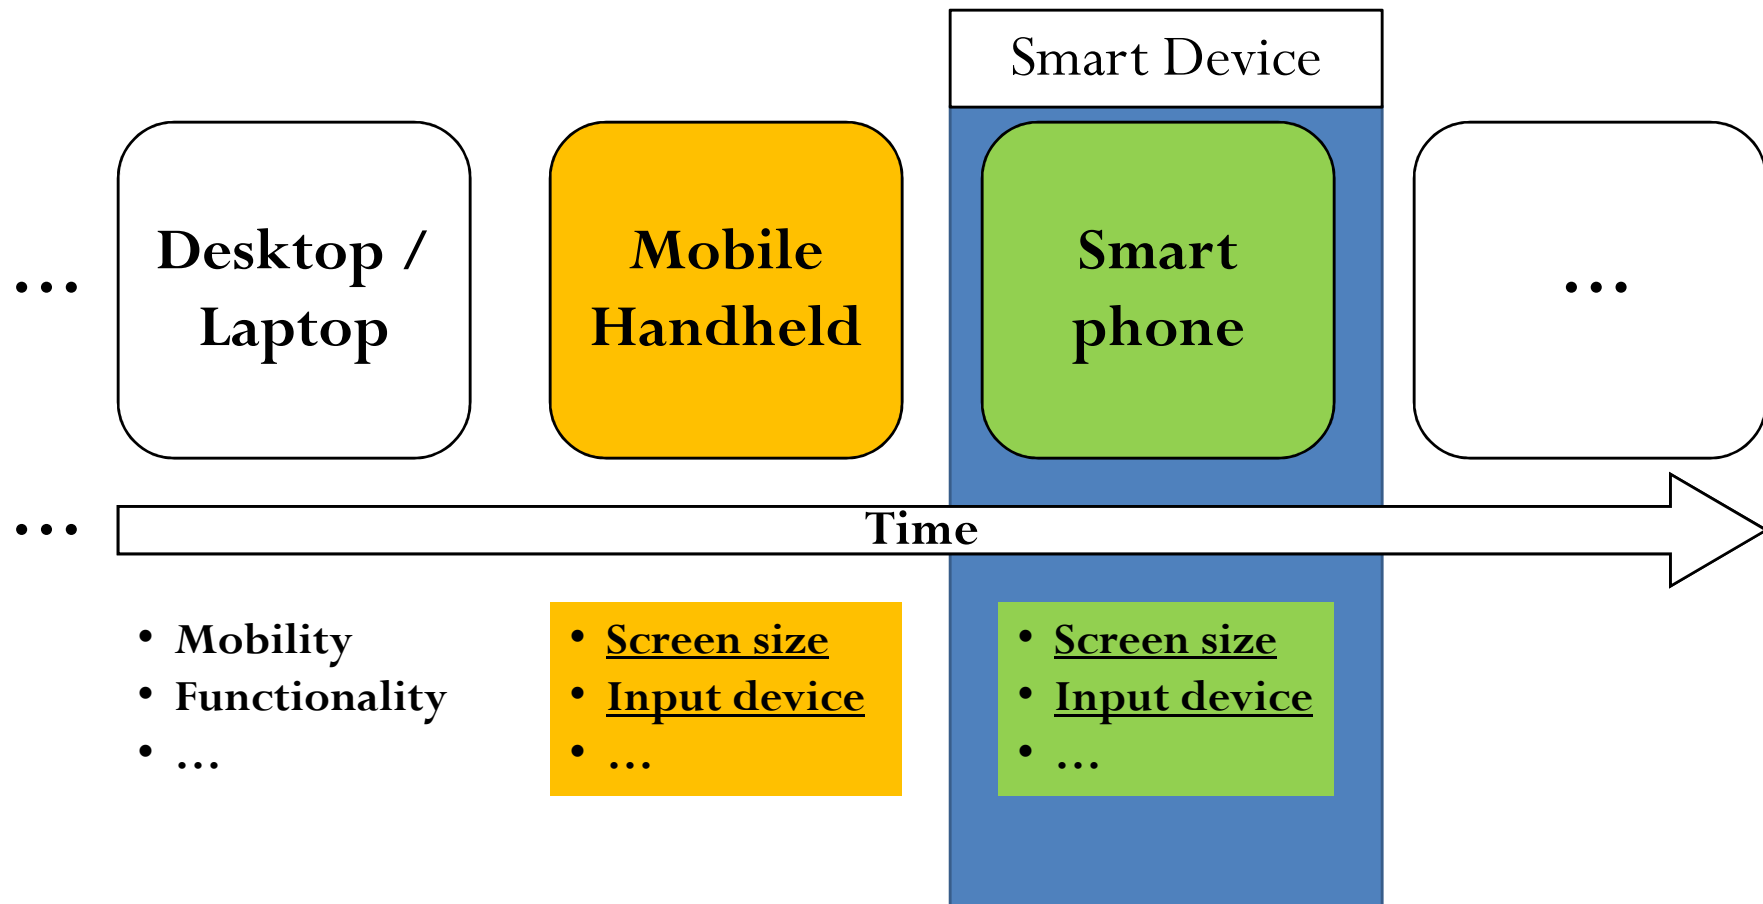 Smart Device
… Desktop / Laptop
Mobile Handheld
Smart phone
…
… Time
• Mobility
• Functionality
• …
• Screen size
• Input device
• …
• Screen size
• Input device
• …